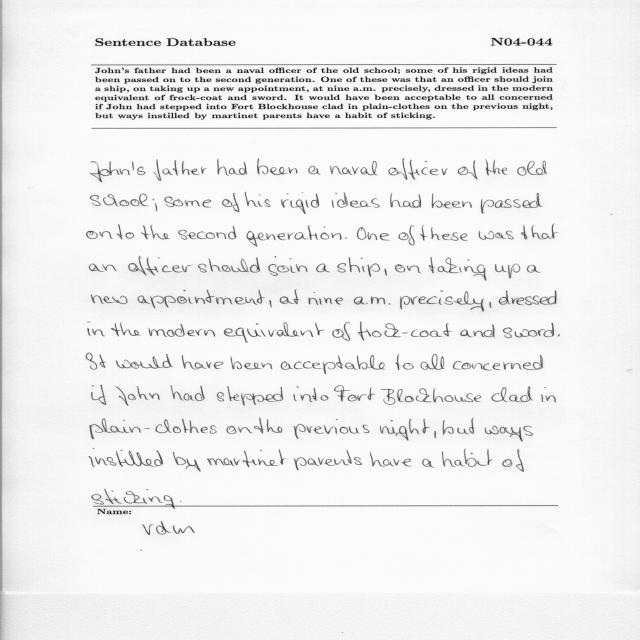 Sentence Database N04-044
John's father had been a naval officer of the old school; some of his rigid ideas had
been passed on to the second generation. One of these was that an officer should join
a ship, on taking up a new appointment, at nine a.m. precisely, dressed in the modern
equivalent of frock-coat and sword. It would have been acceptable to all concerned
if John had stepped into Fort Blockhouse clad in plain-clothes on the previous night,
but ways instilled by martinet parents have a habit of sticking.
John's father had been a naval officer of the old
school; some of his rigid ideas had been passed
on to the second generation. One of these was that
an officer should join a ship, on taking up a
new appointment, at nine a.m. precisely, dressed
in the modern equivalent of frock-coat and sword.
It would have been acceptable to all concerned
if John had stepped into Fort Blockhouse clad in
plain-clothes on the previous night, but ways
instilled by martinet parents have a habit of
sticking.
Name:
vdm